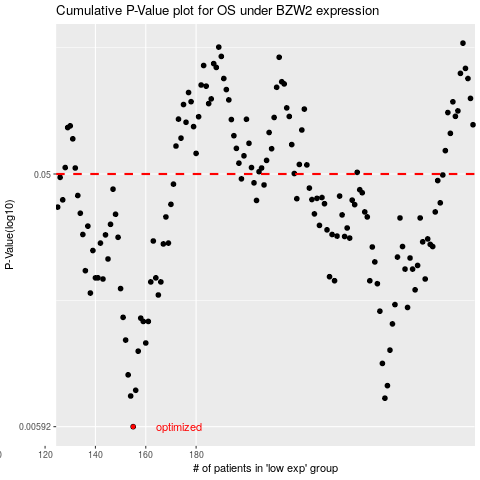 Cumulative P-Value plot for OS under BZW2 expression
P-Value(log10)
0.05
0.00592
optimized
0 120 140 160 180
# of patients in 'low exp' group